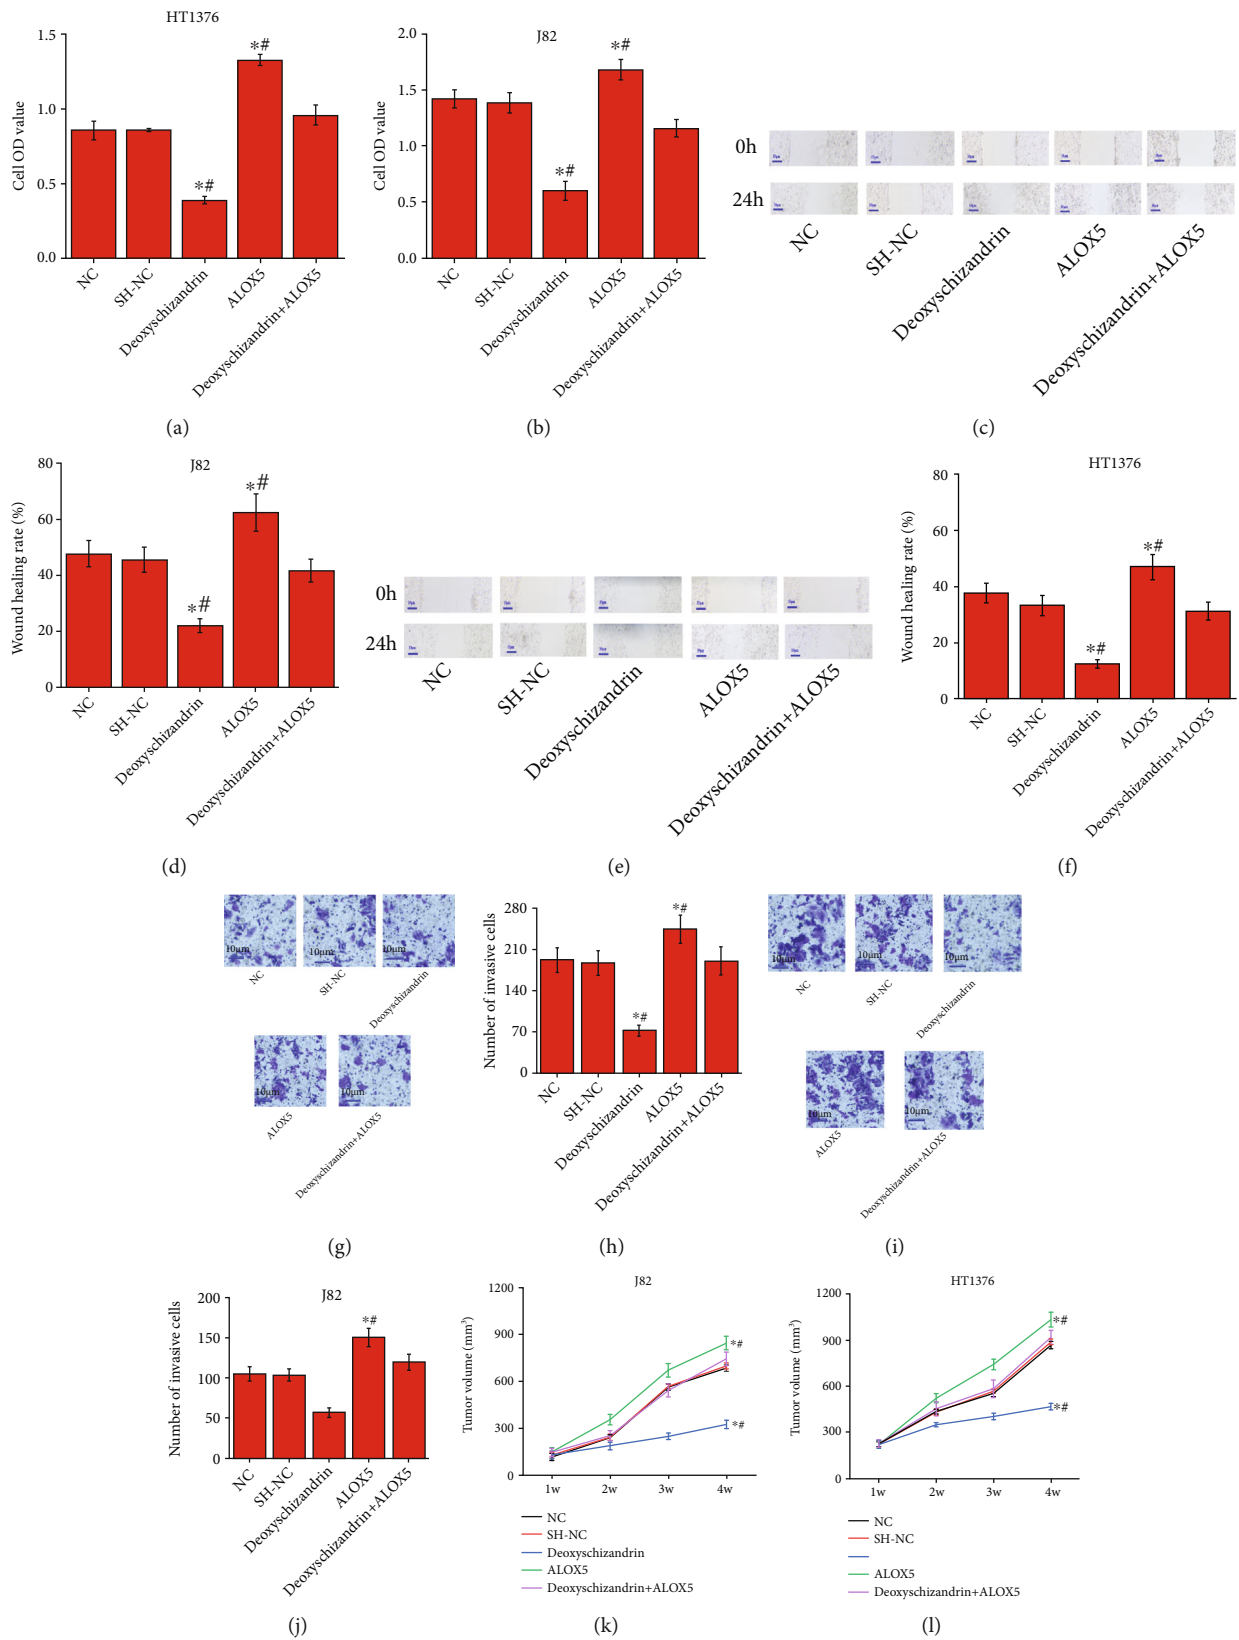 HT1376
Cell OD value
1.5
1.0
0.5
0.0
*#
*#
NC
SH-NC
Deoxyschizandrin
ALOX5
Deoxyschizandrin+ALOX5
(a)
J82
Cell OD value
2.0
1.5
1.0
0.5
0.0
*#
*#
NC
SH-NC
Deoxyschizandrin
ALOX5
Deoxyschizandrin+ALOX5
(b)
0h
24h
NC
SH-NC
Deoxyschizandrin
ALOX5
Deoxyschizandrin+ALOX5
(c)
J82
Wound healing rate (%)
80
60
40
20
0
*#
*#
NC
SH-NC
Deoxyschizandrin
ALOX5
Deoxyschizandrin+ALOX5
(d)
0h
24h
NC
SH-NC
Deoxyschizandrin
ALOX5
Deoxyschizandrin+ALOX5
(e)
HT1376
Wound healing rate (%)
80
60
40
20
0
*#
*#
NC
SH-NC
Deoxyschizandrin
ALOX5
Deoxyschizandrin+ALOX5
(f)
10μm
10μm
10μm
NC
SH-NC
Deoxyschizandrin
10μm
10μm
ALOX5
Deoxyschizandrin+ALOX5
(g)
Number of invasive cells
280
210
140
70
0
*#
*#
NC
SH-NC
Deoxyschizandrin
ALOX5
Deoxyschizandrin+ALOX5
(h)
10μm
10μm
10μm
NC
SH-NC
Deoxyschizandrin
10μm
10μm
ALOX5
Deoxyschizandrin+ALOX5
(i)
J82
Number of invasive cells
200
150
100
50
0
*#
NC
SH-NC
Deoxyschizandrin
ALOX5
Deoxyschizandrin+ALOX5
(j)
J82
Tumor volume (mm³)
1200
900
600
300
0
*#
*#
1w 2w 3w 4w
NC
SH-NC
Deoxyschizandrin
ALOX5
Deoxyschizandrin+ALOX5
(k)
HT1376
Tumor volume (mm³)
1200
900
600
300
0
*#
*#
1w 2w 3w 4w
NC
SH-NC
ALOX5
Deoxyschizandrin+ALOX5
(l)